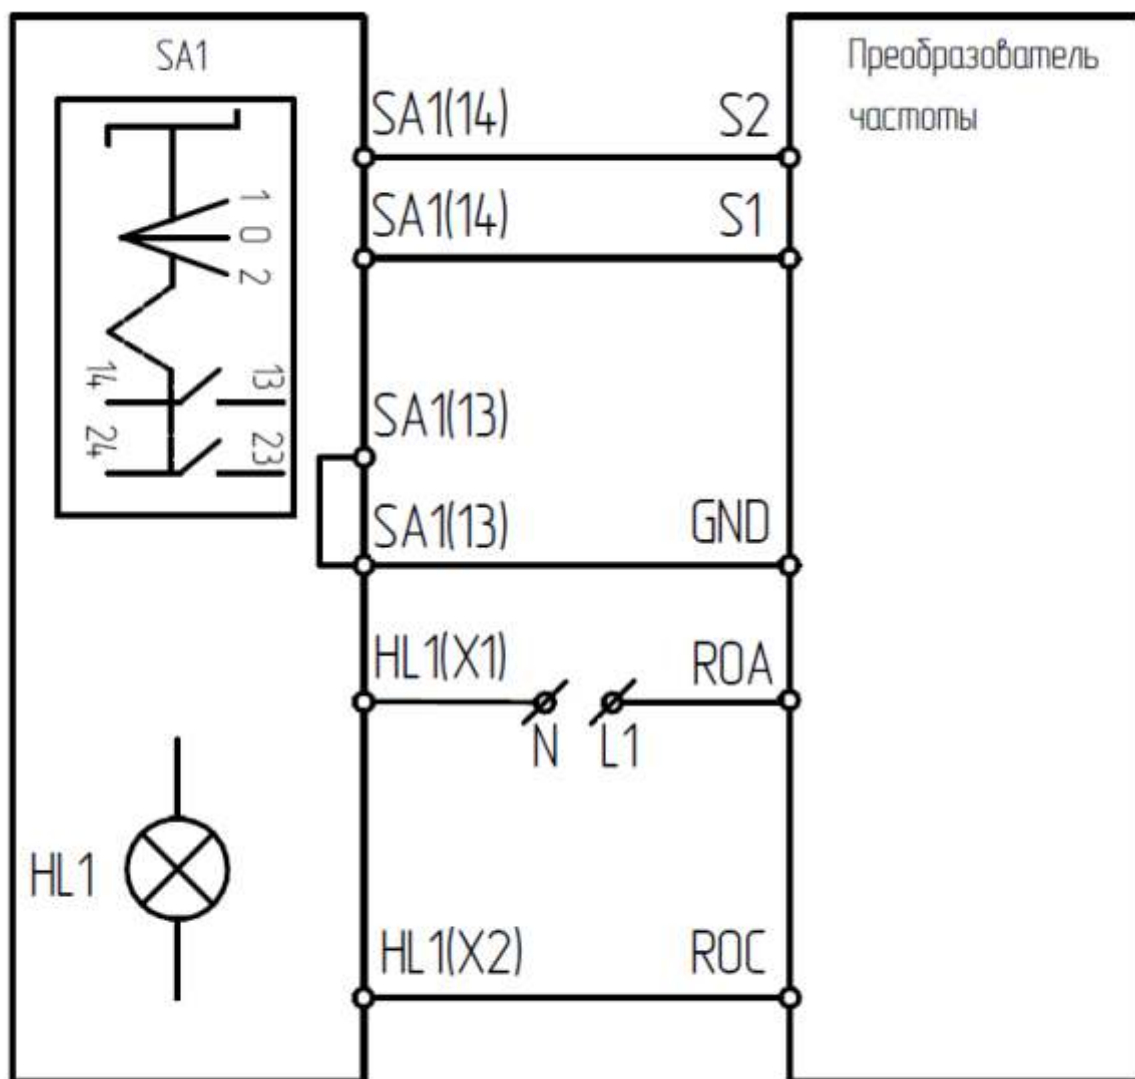 SA1
Преобразователь
частоты
SA1(14)
S2
1
0
2
SA1(14)
S1
14
13
24
23
SA1(13)
SA1(13)
GND
HL1(X1)
ROA
N
L1
HL1
HL1(X2)
ROC